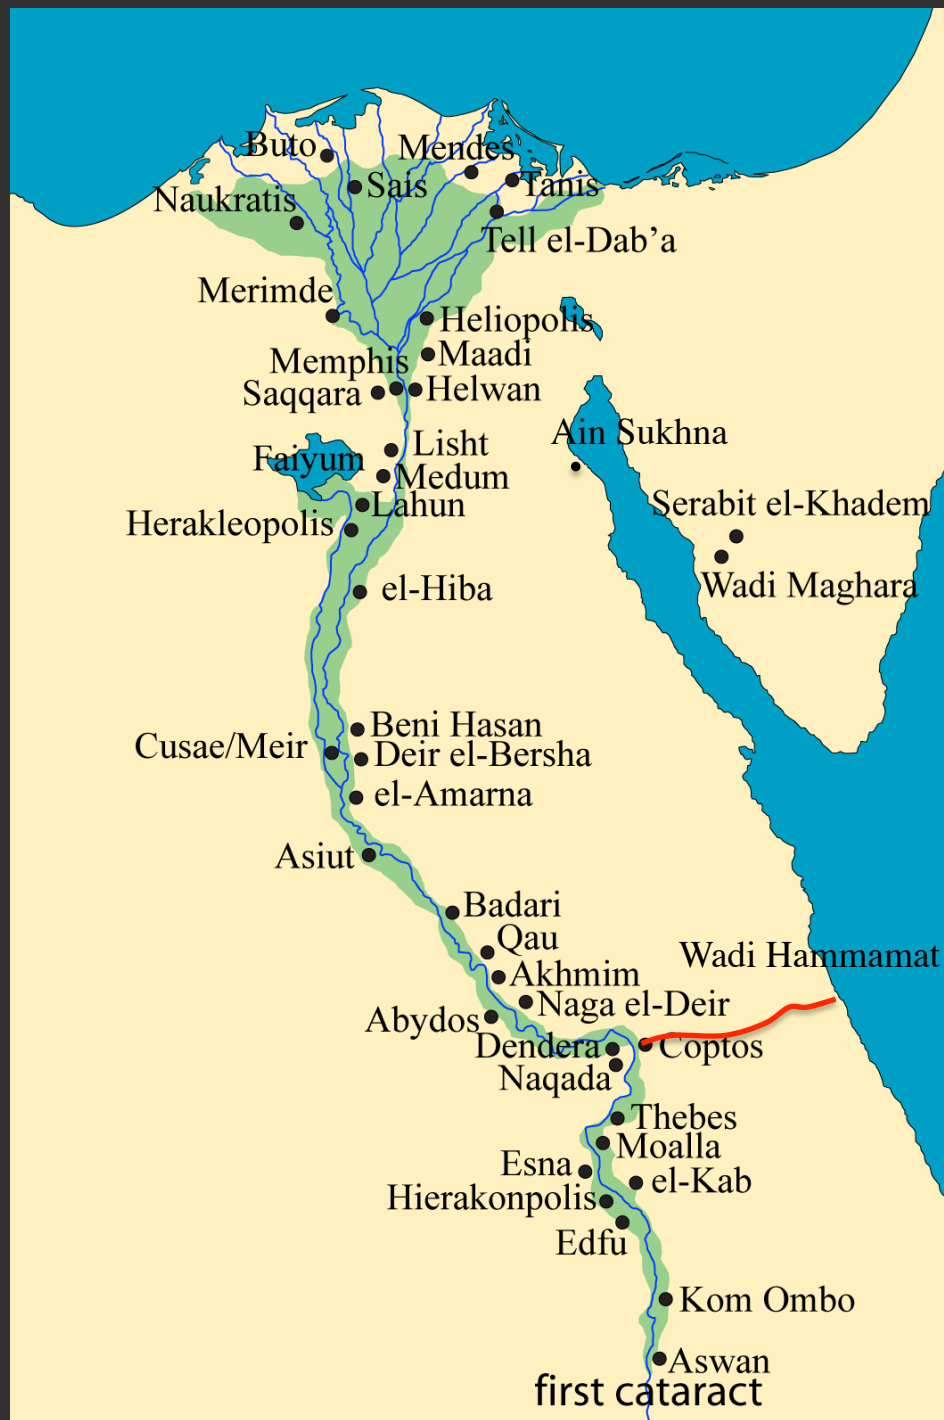 Buto
Mendes
Sais
Tanis
Naukratis
Tell el-Dab’a
Merimde
Heliopolis
Maadi
Memphis
Saqqara
Helwan
Ain Sukhna
Lisht
Faiyum
Medum
Lahun
Serabit el-Khadem
Herakleopolis
Wadi Maghara
el-Hiba
Beni Hasan
Cusae/Meir
Deir el-Bersha
el-Amarna
Asiut
Badari
Qau
Wadi Hammamat
Akhmim
Naga el-Deir
Abydos
Dendera
Coptos
Naqada
Thebes
Moalla
Esna
el-Kab
Hierakonpolis
Edfu
Kom Ombo
Aswan
first cataract